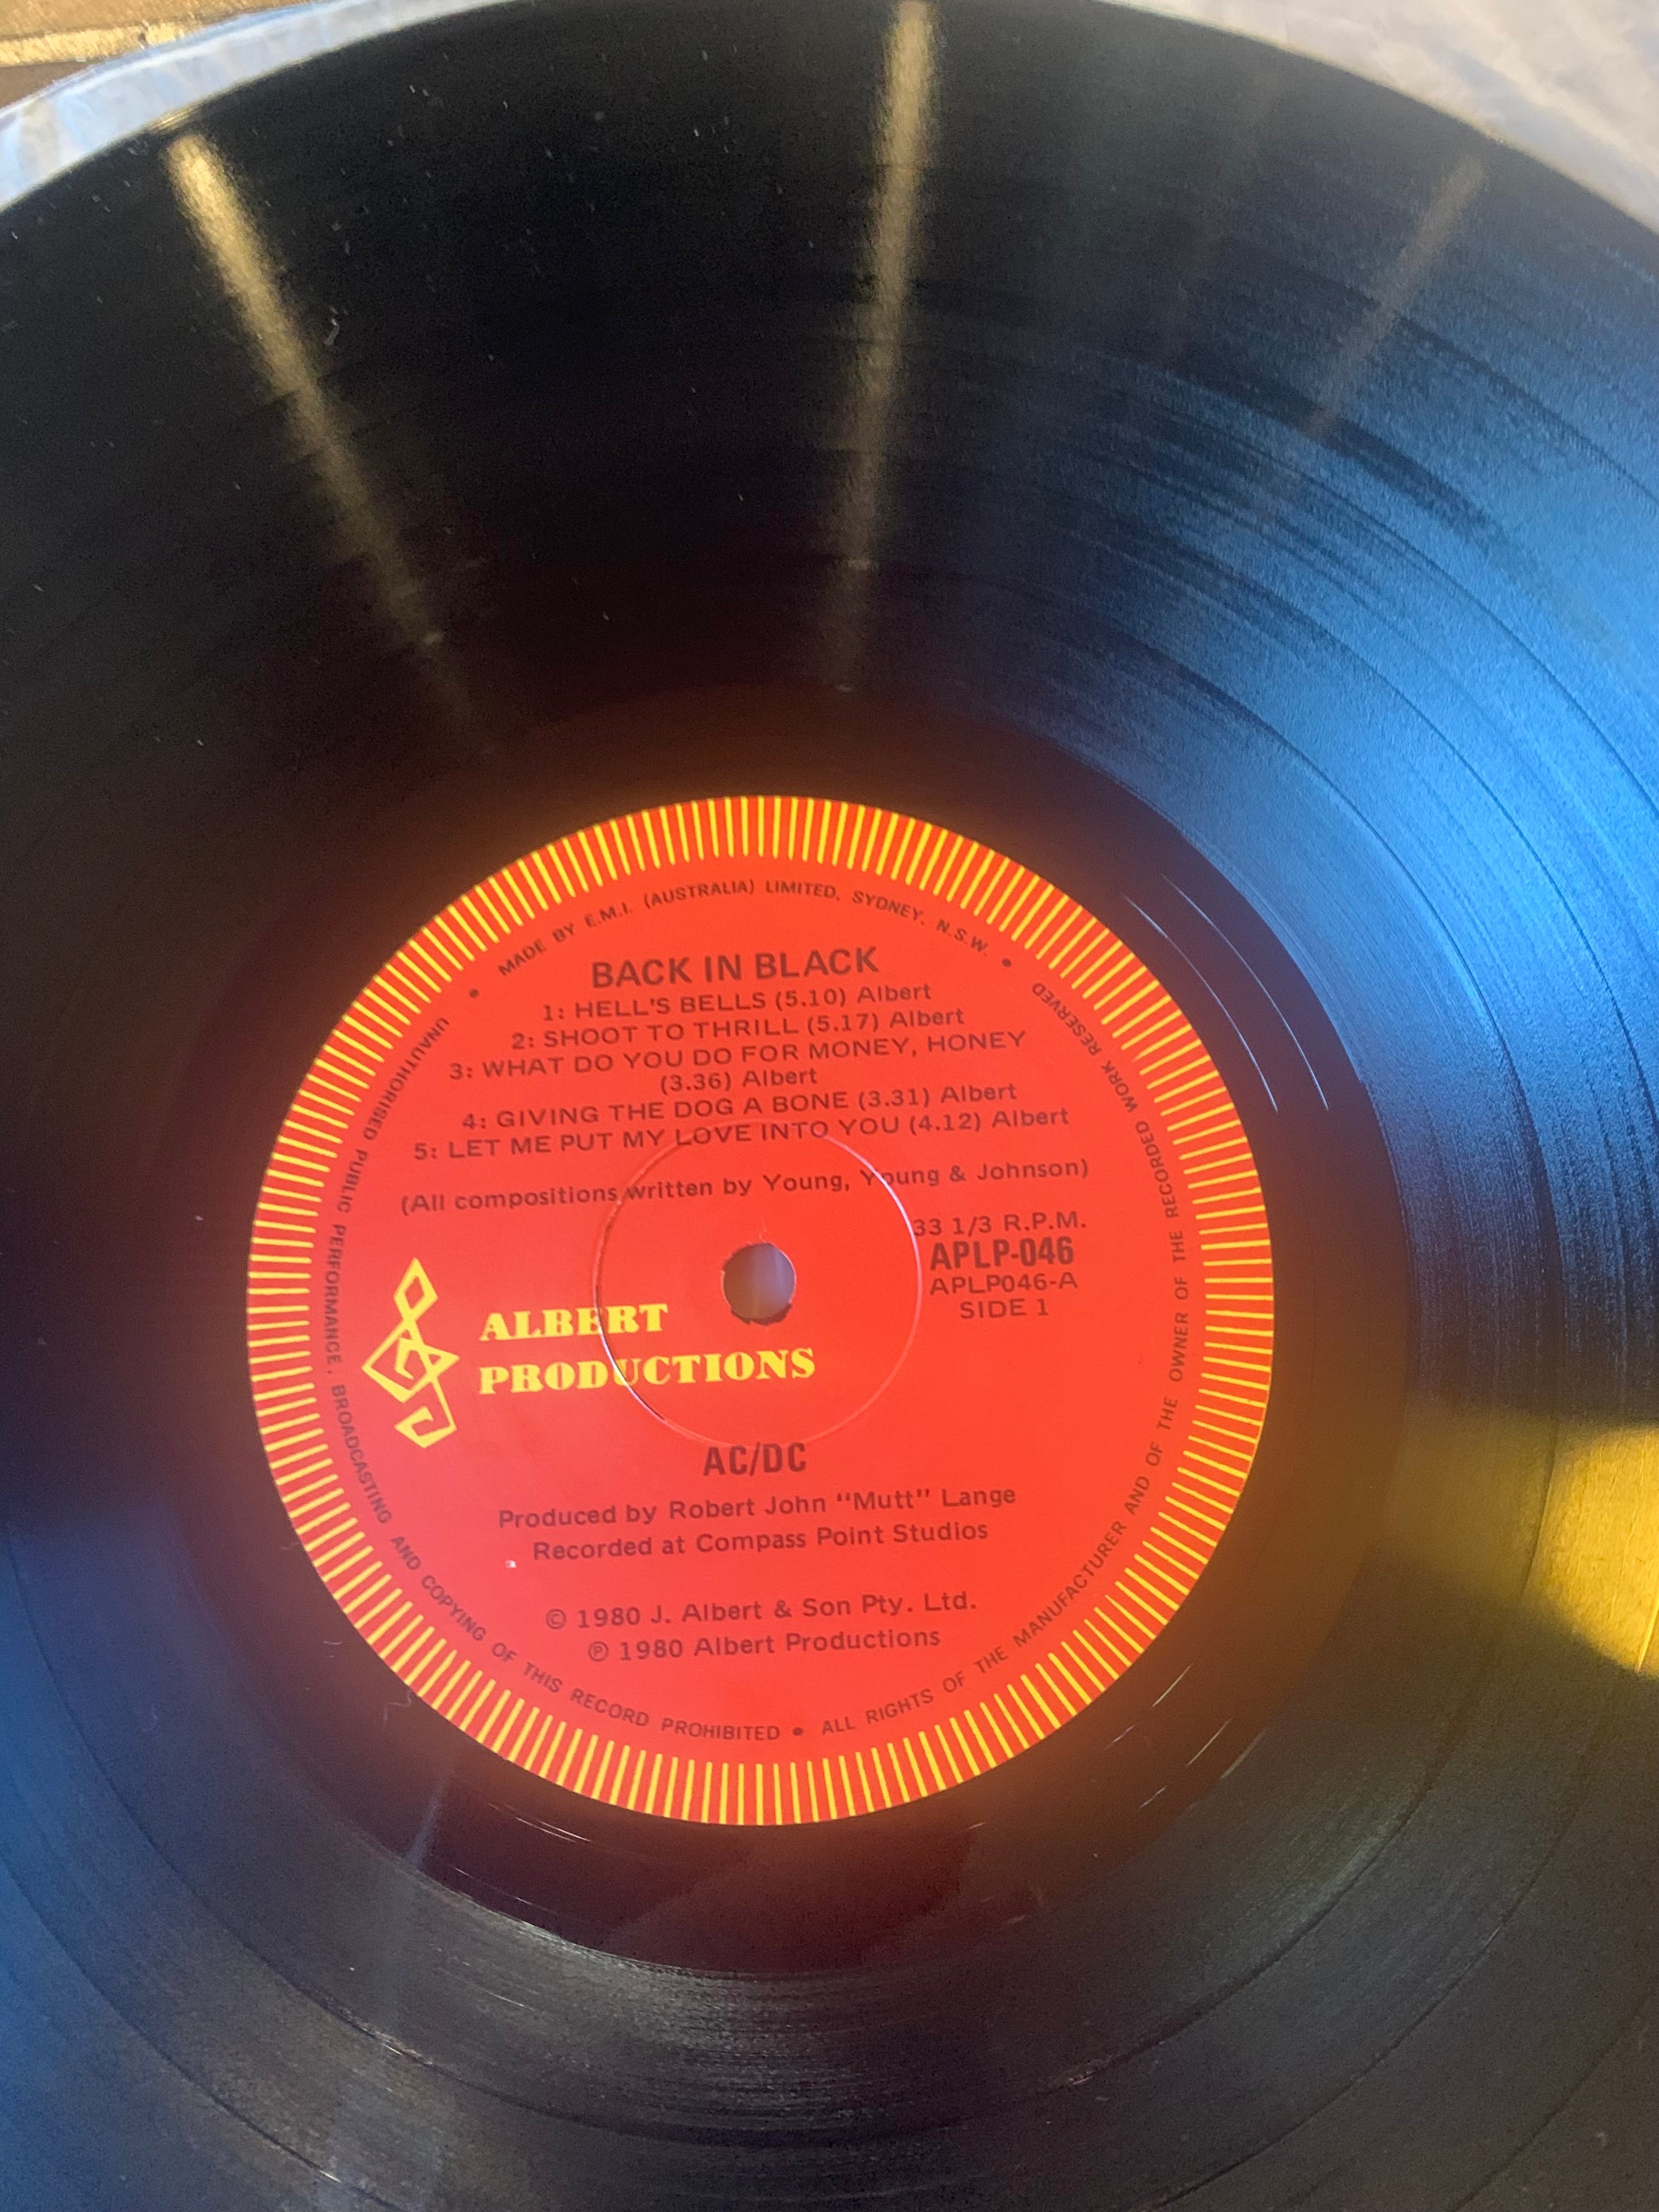 • MADE BY E.M.I. (AUSTRALIA) LIMITED, SYDNEY, N.S.W. •
BACK IN BLACK
1: HELL'S BELLS (5.10) Albert
2: SHOOT TO THRILL (5.17) Albert
3: WHAT DO YOU DO FOR MONEY, HONEY
(3.36) Albert
4: GIVING THE DOG A BONE (3.31) Albert
5: LET ME PUT MY LOVE INTO YOU (4.12) Albert
(All compositions written by Young, Young & Johnson)
33 1/3 R.P.M.
APLP-046
APLP046-A
SIDE 1
ALBERT
PRODUCTIONS
AC/DC
Produced by Robert John “Mutt” Lange
Recorded at Compass Point Studios
© 1980 J. Albert & Son Pty. Ltd.
℗ 1980 Albert Productions
UNAUTHORISED PUBLIC PERFORMANCE, BROADCASTING AND COPYING OF THIS RECORD PROHIBITED • ALL RIGHTS OF THE MANUFACTURER AND OF THE OWNER OF THE RECORDED WORK RESERVED